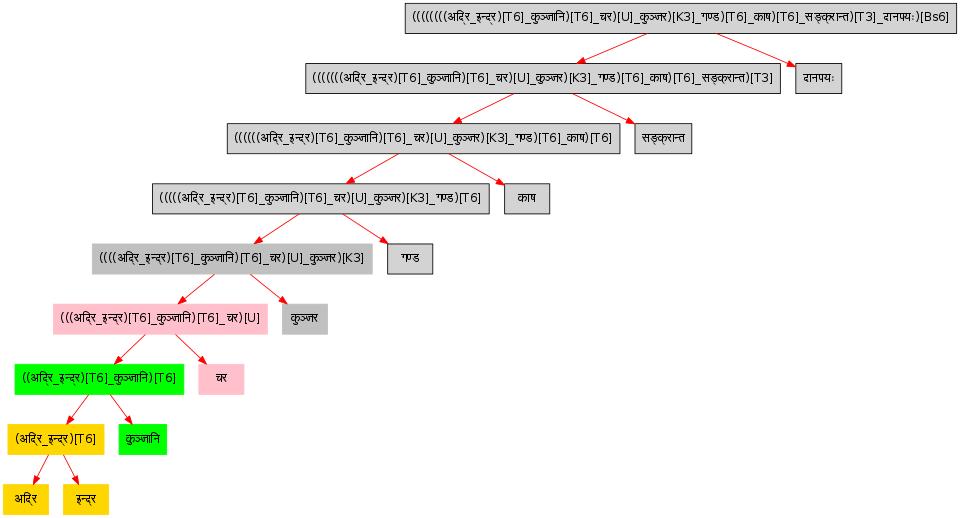 ((((((((अद्रि_इन्द्र)[T6]_कुञ्जानि)[T6]_चर)[U]_कुञ्जर)[K3]_गण्ड)[T6]_काष)[T6]_सङ्क्रान्त)[T3]_दानपयः)[Bs6]
(((((((अद्रि_इन्द्र)[T6]_कुञ्जानि)[T6]_चर)[U]_कुञ्जर)[K3]_गण्ड)[T6]_काष)[T6]_सङ्क्रान्त)[T3]
दानपयः
((((((अद्रि_इन्द्र)[T6]_कुञ्जानि)[T6]_चर)[U]_कुञ्जर)[K3]_गण्ड)[T6]_काष)[T6]
सङ्क्रान्त
(((((अद्रि_इन्द्र)[T6]_कुञ्जानि)[T6]_चर)[U]_कुञ्जर)[K3]_गण्ड)[T6]
काष
((((अद्रि_इन्द्र)[T6]_कुञ्जानि)[T6]_चर)[U]_कुञ्जर)[K3]
गण्ड
(((अद्रि_इन्द्र)[T6]_कुञ्जानि)[T6]_चर)[U]
कुञ्जर
((अद्रि_इन्द्र)[T6]_कुञ्जानि)[T6]
चर
(अद्रि_इन्द्र)[T6]
कुञ्जानि
अद्रि
इन्द्र